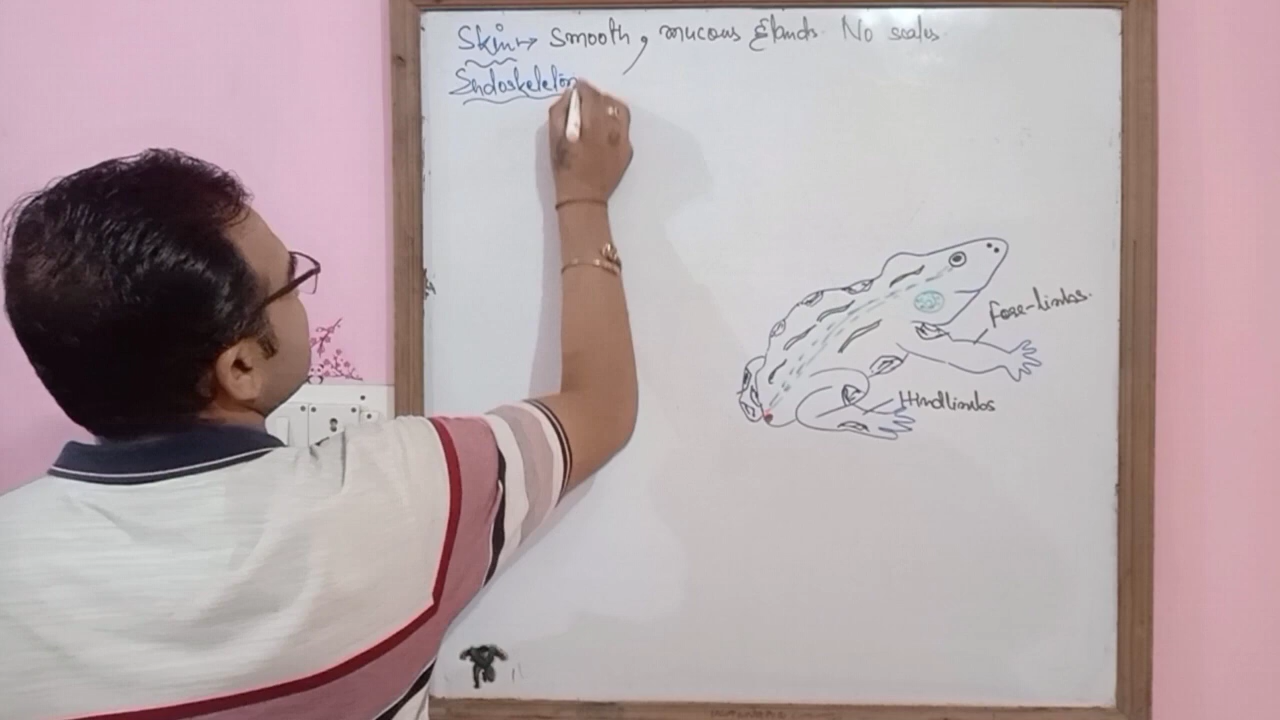 Skin→ Smooth, mucous glands. No scales.
Endoskeleton
Fore-limbs.
Hindlimbs